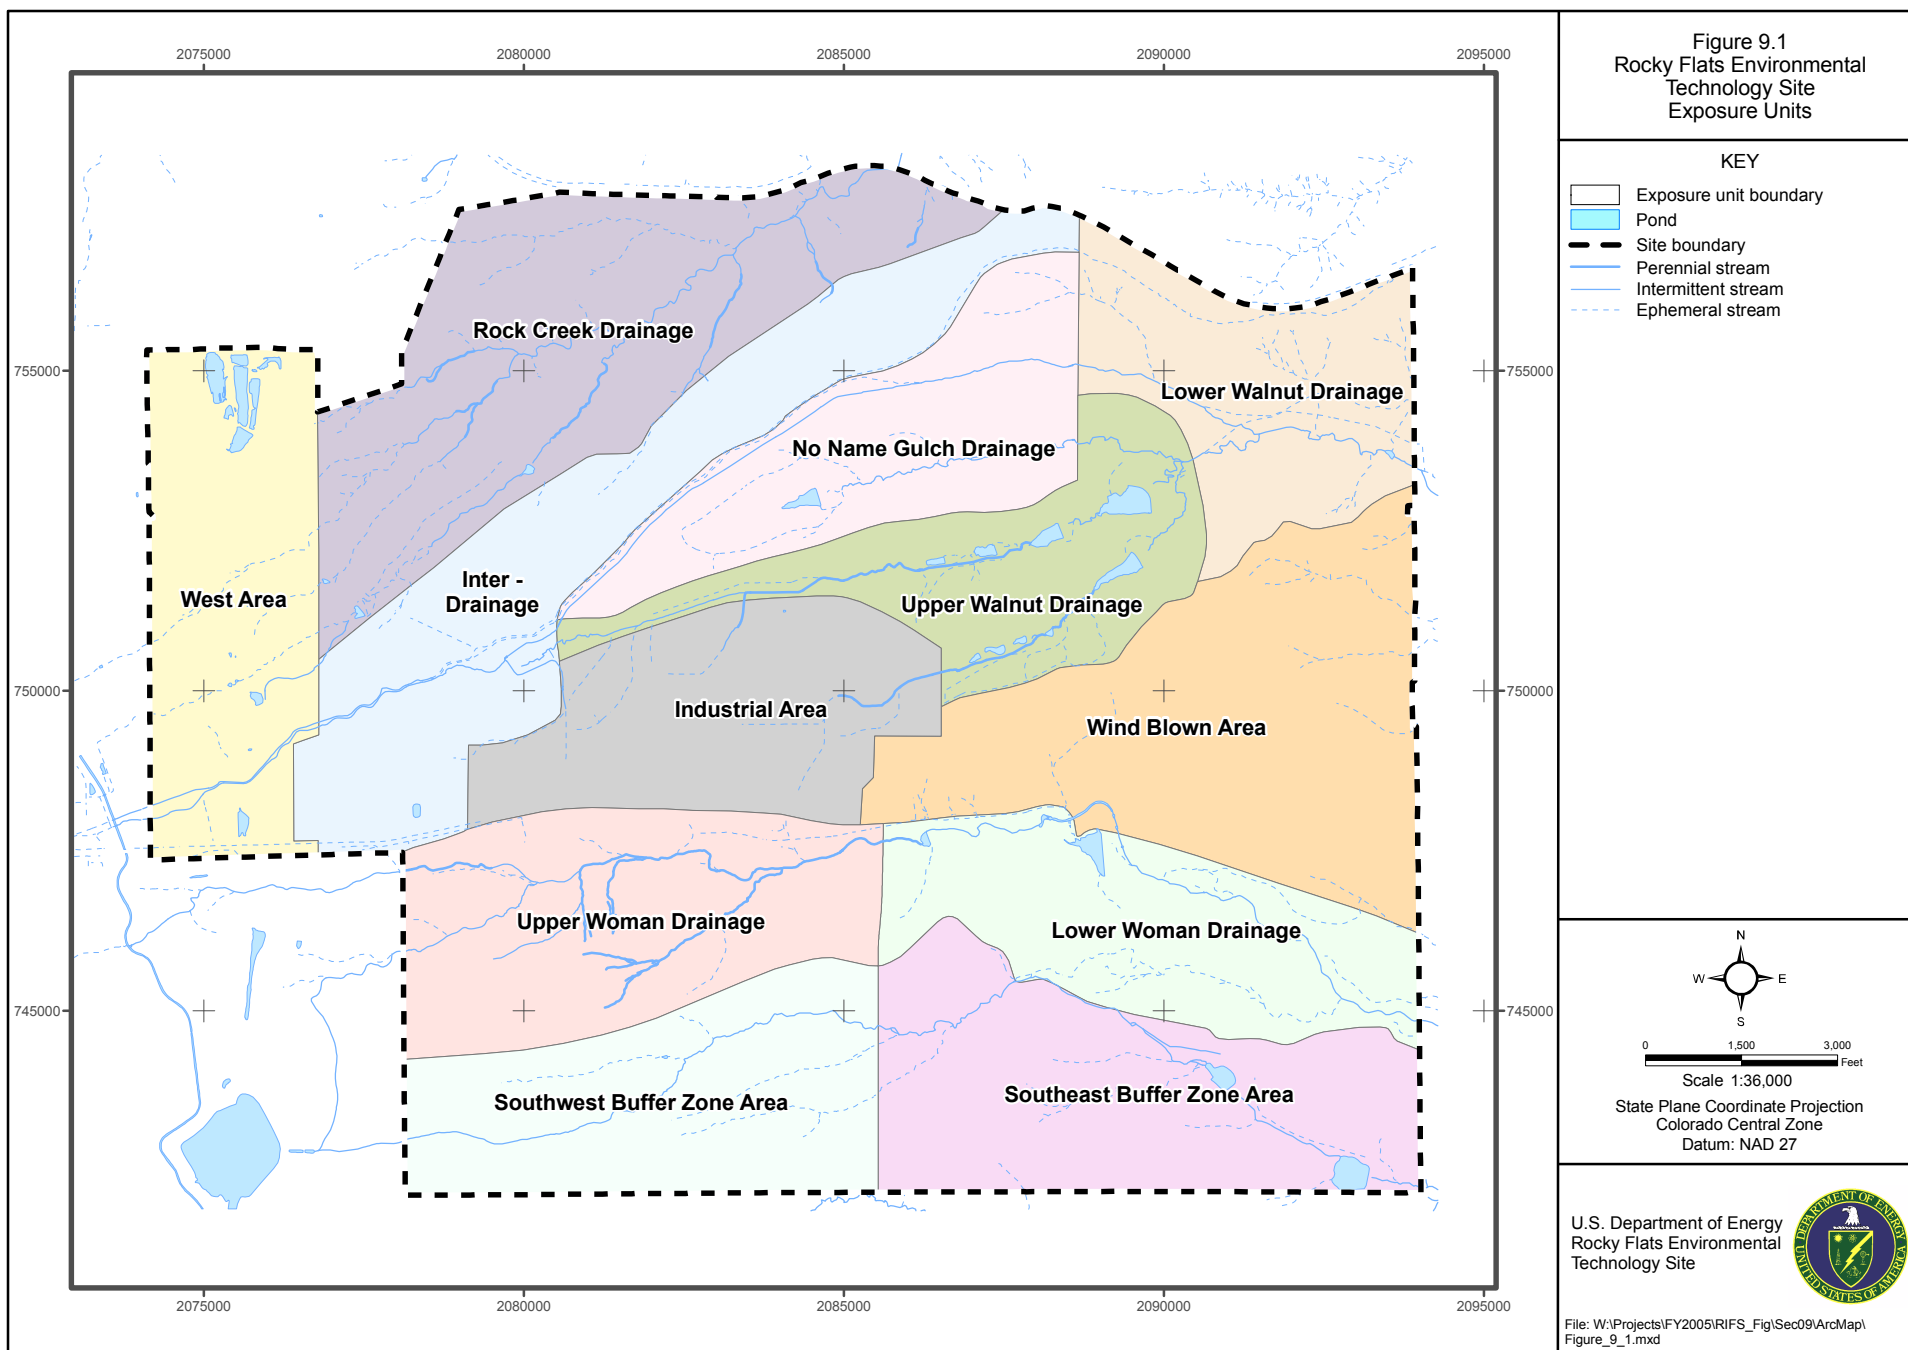 2075000
2080000
2085000
2090000
2095000
755000
750000
745000
755000
750000
745000
2075000
2080000
2085000
2090000
2095000
Rock Creek Drainage
Lower Walnut Drainage
No Name Gulch Drainage
West Area
Inter -
Drainage
Upper Walnut Drainage
Industrial Area
Wind Blown Area
Upper Woman Drainage
Lower Woman Drainage
Southwest Buffer Zone Area
Southeast Buffer Zone Area
Figure 9.1
Rocky Flats Environmental
Technology Site
Exposure Units
KEY
Exposure unit boundary
Pond
Site boundary
Perennial stream
Intermittent stream
Ephemeral stream
N
W E
S
0 1,500 3,000
Feet
Scale 1:36,000
State Plane Coordinate Projection
Colorado Central Zone
Datum: NAD 27
U.S. Department of Energy
Rocky Flats Environmental
Technology Site
DEPARTMENT OF ENERGY
UNITED STATES OF AMERICA
File: W:\Projects\FY2005\RIFS_Fig\Sec09\ArcMap\
Figure_9_1.mxd